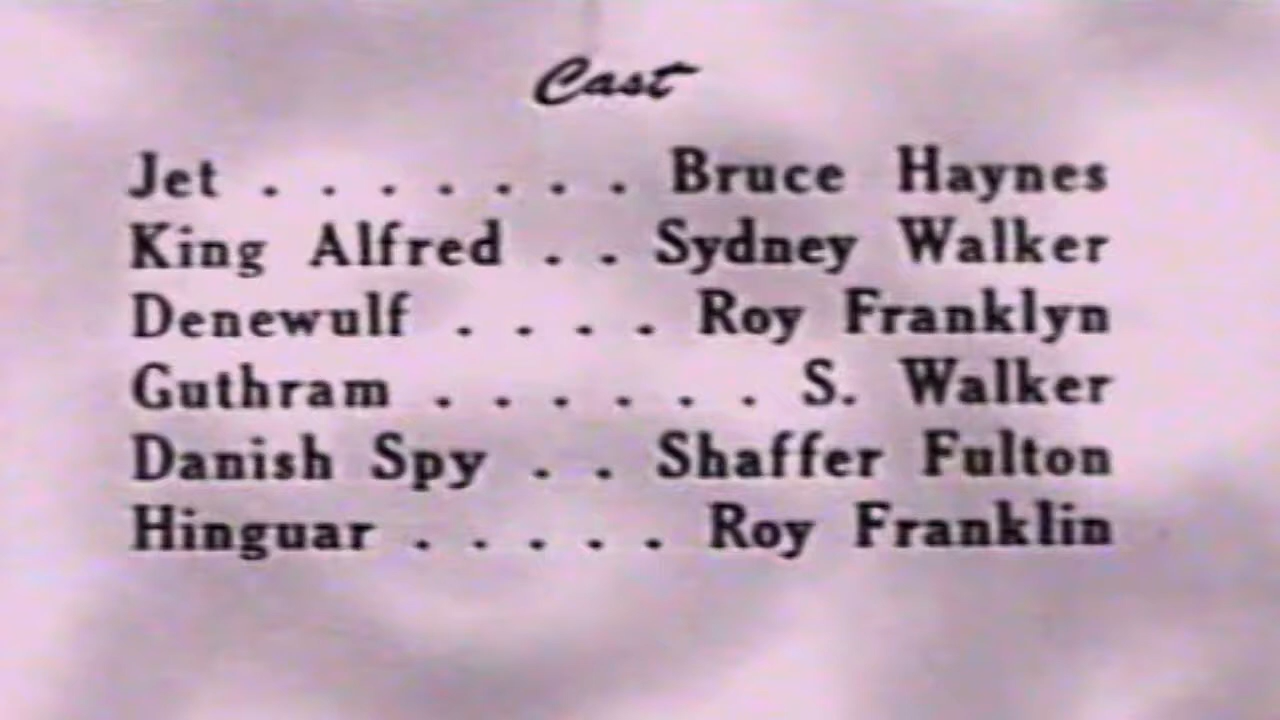 Cast
Jet . . . . . . . Bruce Haynes
King Alfred . . Sydney Walker
Denewulf . . . . Roy Franklyn
Guthram . . . . . . S. Walker
Danish Spy . . Shaffer Fulton
Hinguar . . . . . Roy Franklin